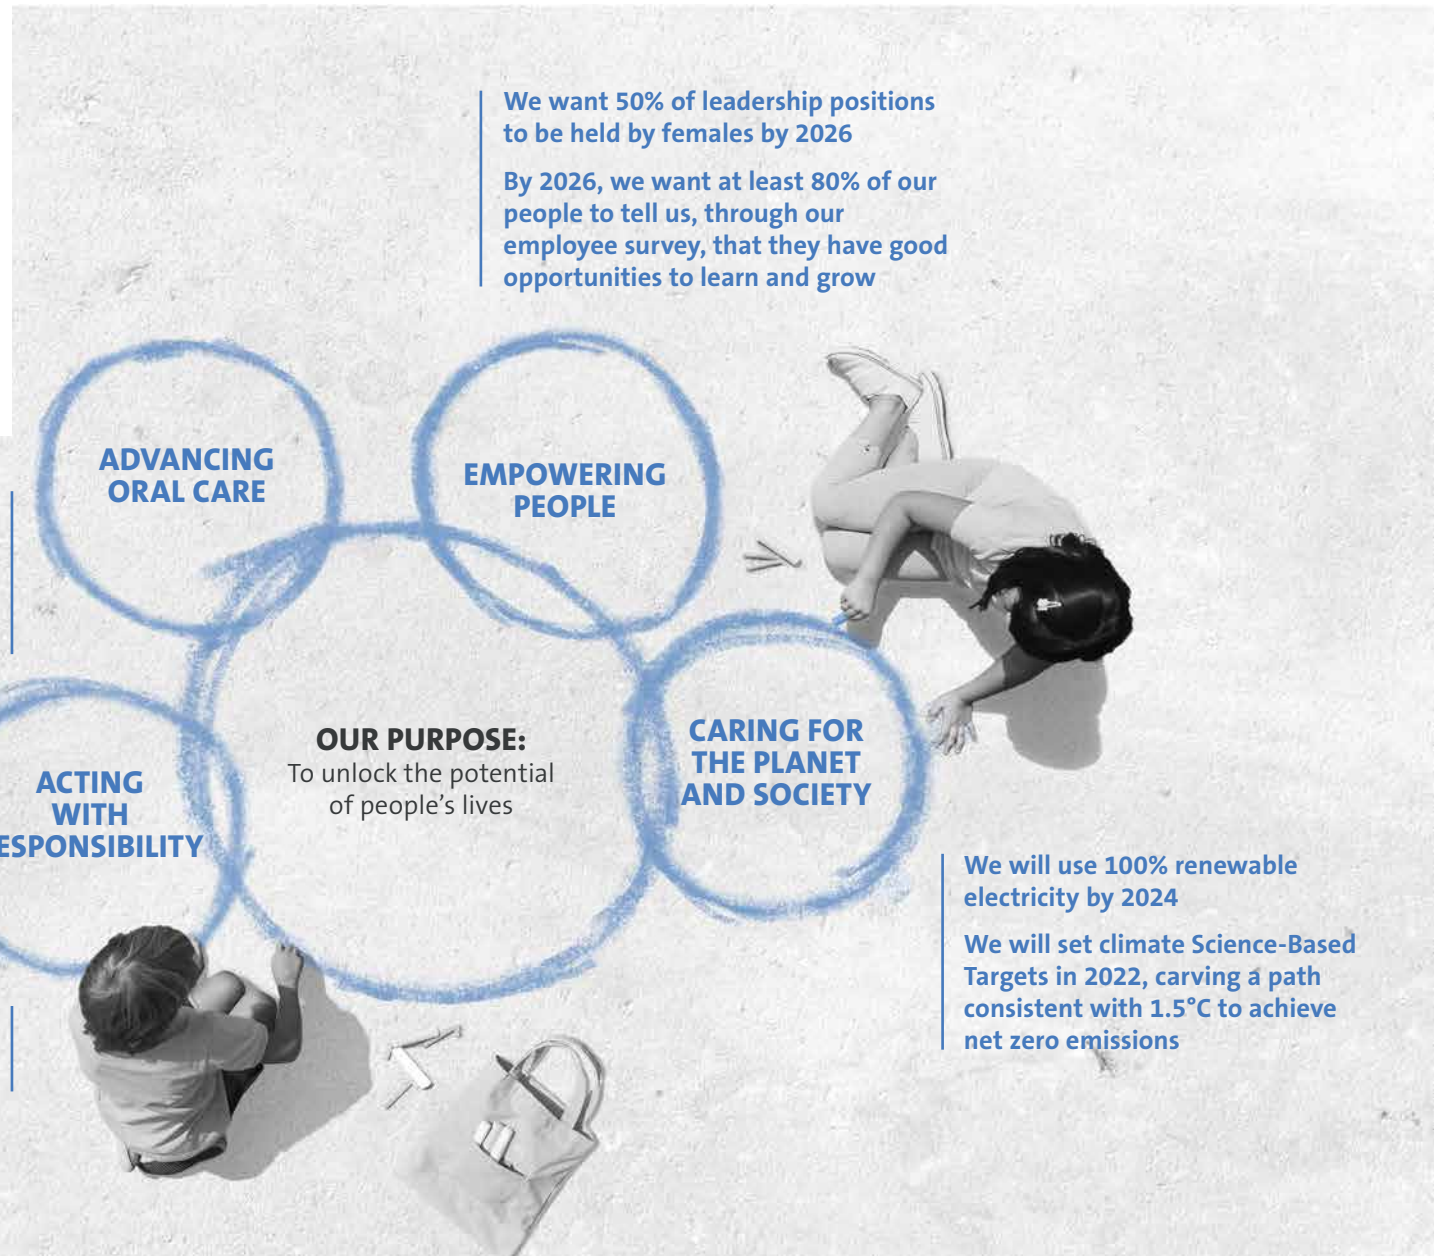 We want 50% of leadership positions
to be held by females by 2026
By 2026, we want at least 80% of our
people to tell us, through our
employee survey, that they have good
opportunities to learn and grow
ADVANCING
ORAL CARE
EMPOWERING
PEOPLE
OUR PURPOSE:
To unlock the potential
of people’s lives
CARING FOR
THE PLANET
AND SOCIETY
ACTING
WITH
ESPONSIBILITY
We will use 100% renewable
electricity by 2024
We will set climate Science-Based
Targets in 2022, carving a path
consistent with 1.5°C to achieve
net zero emissions